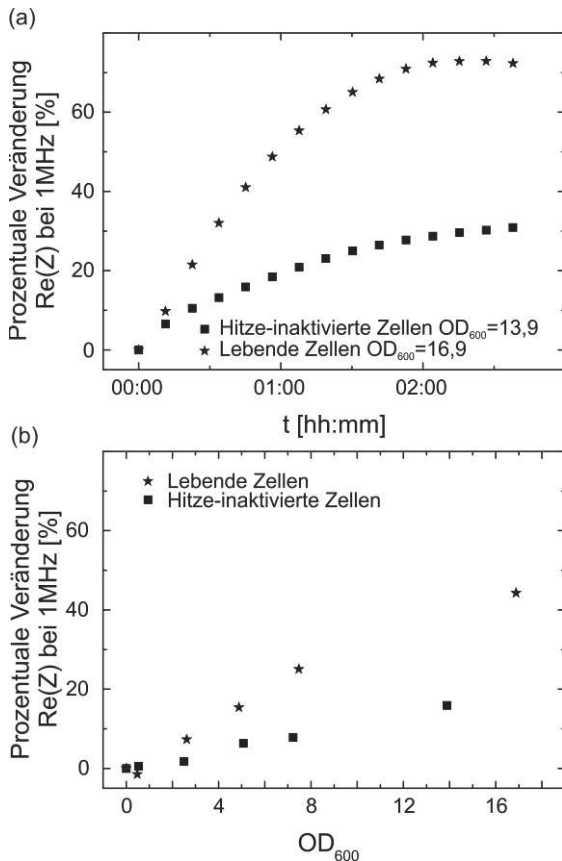 (a)
Prozentuale Veränderung
Re(Z) bei 1MHz [%]
60
40
20
0
■ Hitze-inaktivierte Zellen OD600=13,9
★ Lebende Zellen OD600=16,9
00:00 01:00 02:00
t [hh:mm]
(b)
Prozentuale Veränderung
Re(Z) bei 1MHz [%]
★ Lebende Zellen
■ Hitze-inaktivierte Zellen
60
40
20
0
0 4 8 12 16
OD600